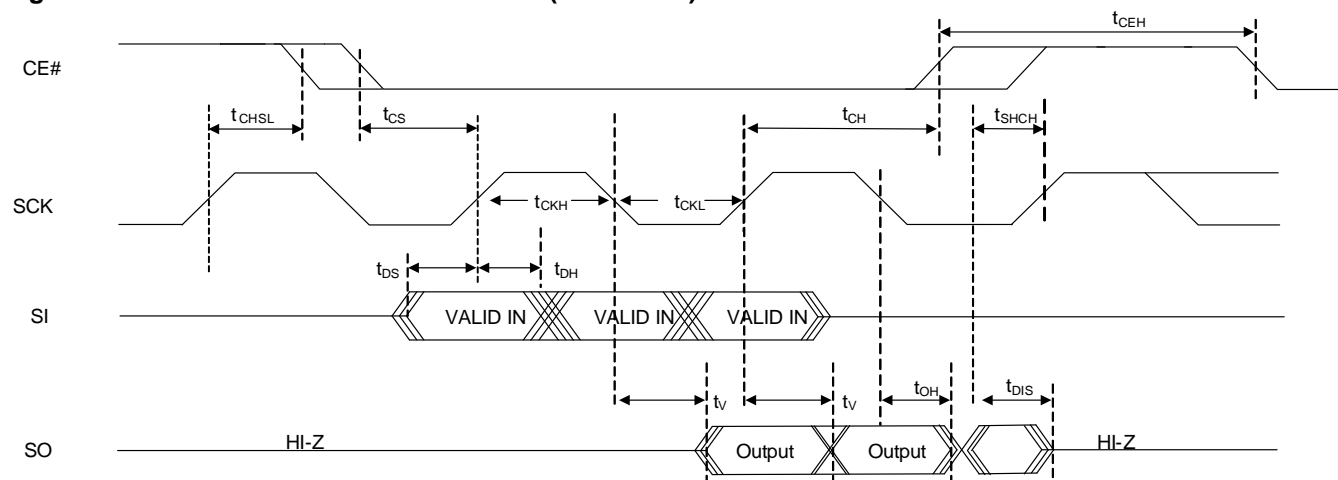 tCEH
CE#
tCHSL
tCS
tCH
tSHCH
SCK
tCKH
tCKL
tDS
tDH
SI
VALID IN
VALID IN
VALID IN
tV
tV
tOH
tDIS
SO
HI-Z
Output
Output
HI-Z